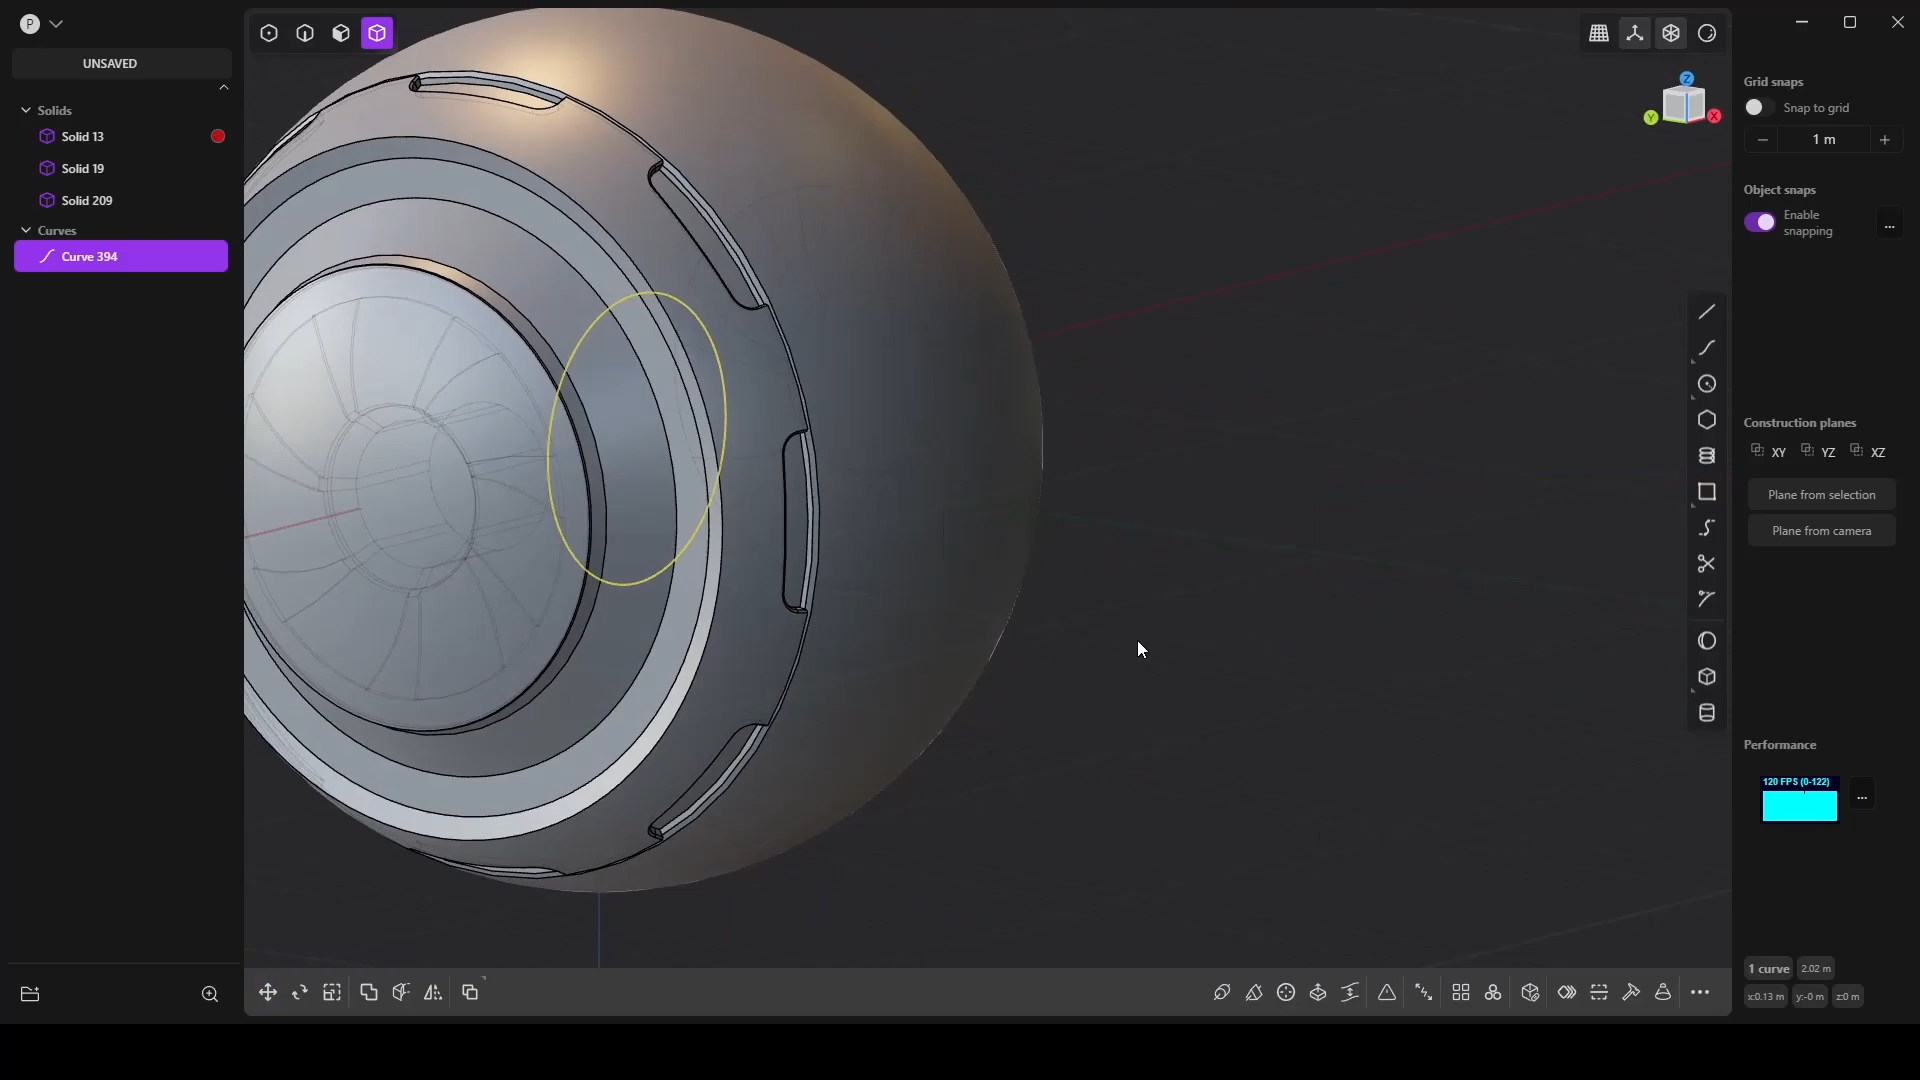 P
UNSAVED
Solids
Solid 13
Solid 19
Solid 209
Curves
Curve 394
Z
Y
X
Grid snaps
Snap to grid
1 m
Object snaps
Enable
snapping
...
Construction planes
XY YZ XZ
Plane from selection
Plane from camera
Performance
120 FPS (0-122)
...
1 curve 2.02 m
x:0.13 m y:-0 m z:0 m